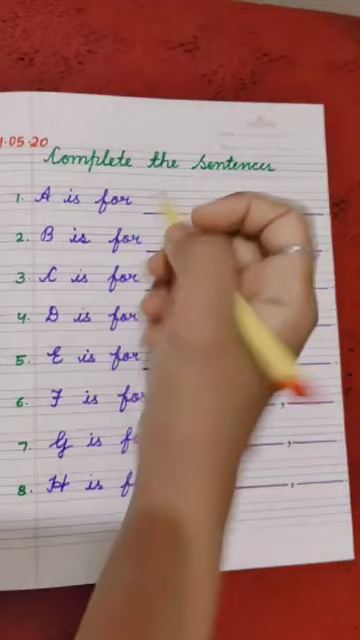 .05.20
Complete the sentences
1. A is for
2. B is for
3. C is for
4. D is for
5. E is for
6. F is for
7. G is
8. H is